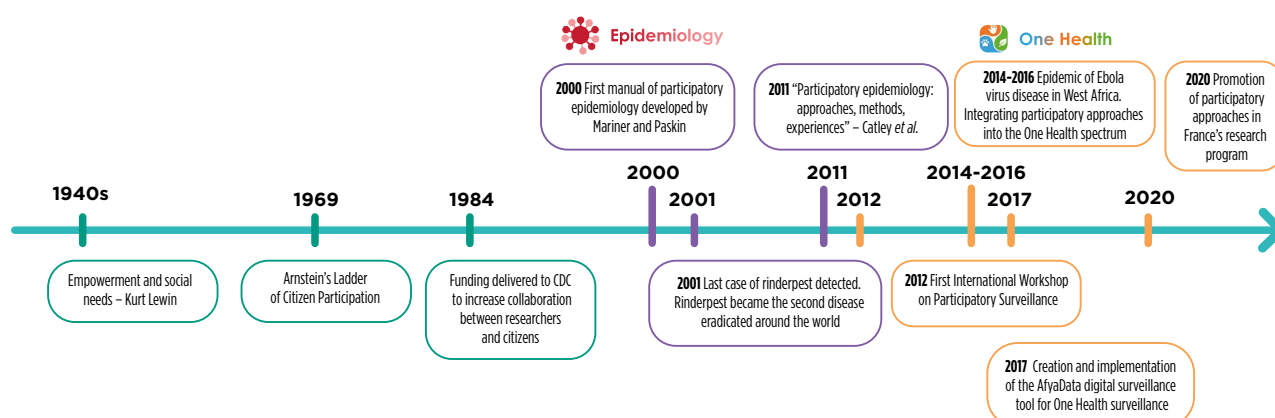 Epidemiology
One Health
2000 First manual of participatory
epidemiology developed by
Mariner and Paskin
2011 “Participatory epidemiology:
approaches, methods,
experiences” – Catley et al.
2014-2016 Epidemic of Ebola
virus disease in West Africa.
Integrating participatory approaches
into the One Health spectrum
2020 Promotion
of participatory
approaches in
France’s research
program
1940s
1969
1984
2000
2001
2011
2012
2014-2016
2017
2020
Empowerment and social
needs – Kurt Lewin
Arnstein’s Ladder
of Citizen Participation
Funding delivered to CDC
to increase collaboration
between researchers
and citizens
2001 Last case of rinderpest detected.
Rinderpest became the second disease
eradicated around the world
2012 First International Workshop
on Participatory Surveillance
2017 Creation and implementation
of the AfyaData digital surveillance
tool for One Health surveillance